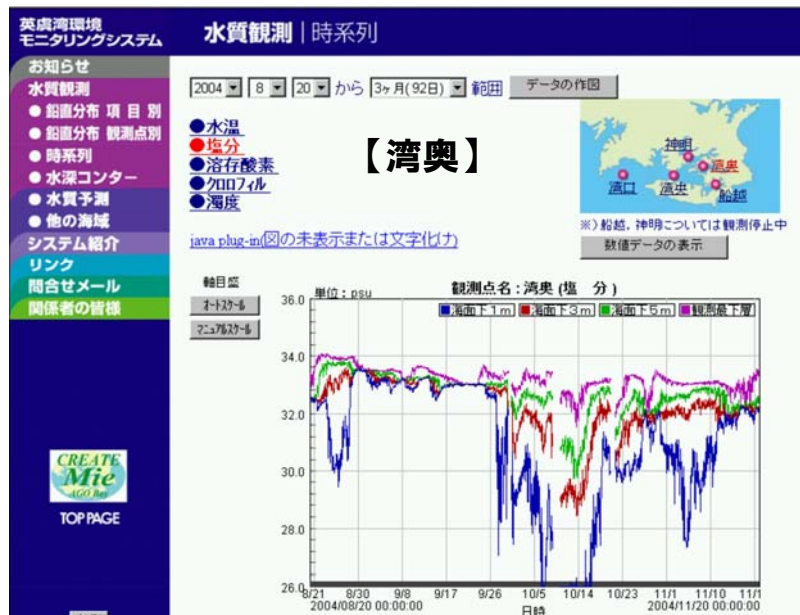 英虞湾環境
モニタリングシステム
水質観測 | 時系列
お知らせ
水質観測
● 鉛直分布 項 目 別
● 鉛直分布 観測点別
● 時系列
● 水深コンター
● 水質予測
● 他の海域
システム紹介
リンク
問合せメール
関係者の皆様
CREATE
Mie
AGO Bay
TOP PAGE
2004 8 20 から 3ヶ月(92日) 範囲 データの作図
●水温
●塩分
●溶存酸素
●クロロフィル
●濁度
【湾奥】
神明
湾奥
湾口
湾央
船越
※)船越，神明については観測停止中
数値データの表示
java plug-in(図の未表示または文字化け)
軸目盛
オートスケール
マニュアルスケール
単位：psu
観測点名：湾奥 (塩 分 )
海面下１ｍ 海面下３ｍ 海面下５ｍ 観測最下層
36.0
34.0
32.0
30.0
28.0
26.0
8/21 8/30 9/8 9/17 9/26 10/5 10/14 10/23 11/1 11/10 11/1
2004/08/20 00:00:00
2004/11/20 00:00:00
日時